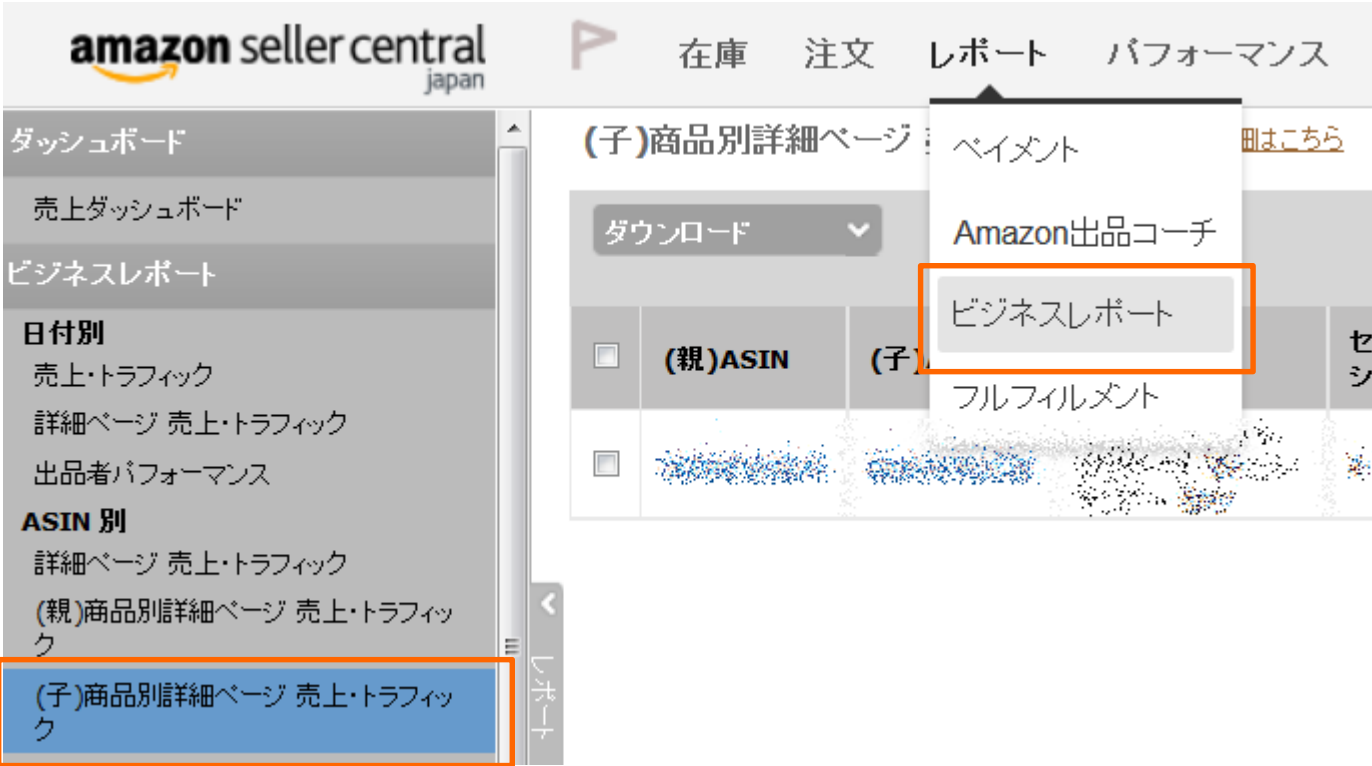 amazon seller central
japan
在庫
注文
レポート
パフォーマンス
ダッシュボード
売上ダッシュボード
ビジネスレポート
日付別
売上・トラフィック
詳細ページ 売上・トラフィック
出品者パフォーマンス
ASIN 別
詳細ページ 売上・トラフィック
(親)商品別詳細ページ 売上・トラフィッ
ク
(子)商品別詳細ページ 売上・トラフィッ
ク
レポート
(子)商品別詳細ページ
細はこちら
ダウンロード
ペイメント
Amazon出品コーチ
ビジネスレポート
フルフィルメント
(親)ASIN
(子)
セ
シ